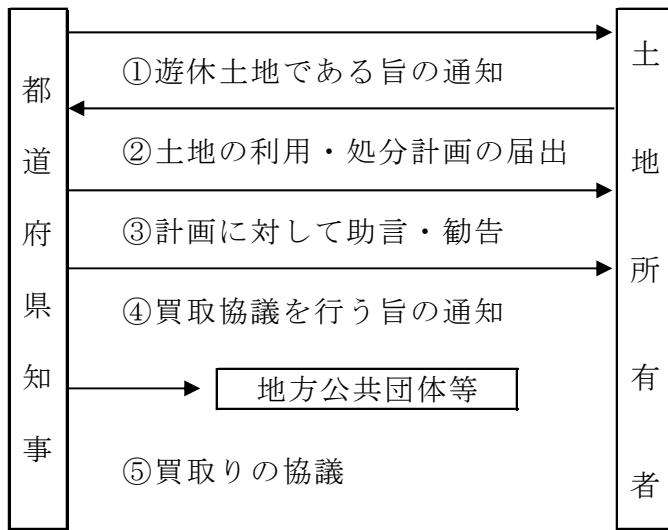 都道府県知事
①遊休土地である旨の通知
②土地の利用・処分計画の届出
③計画に対して助言・勧告
④買取協議を行う旨の通知
地方公共団体等
⑤買取りの協議
土地所有者